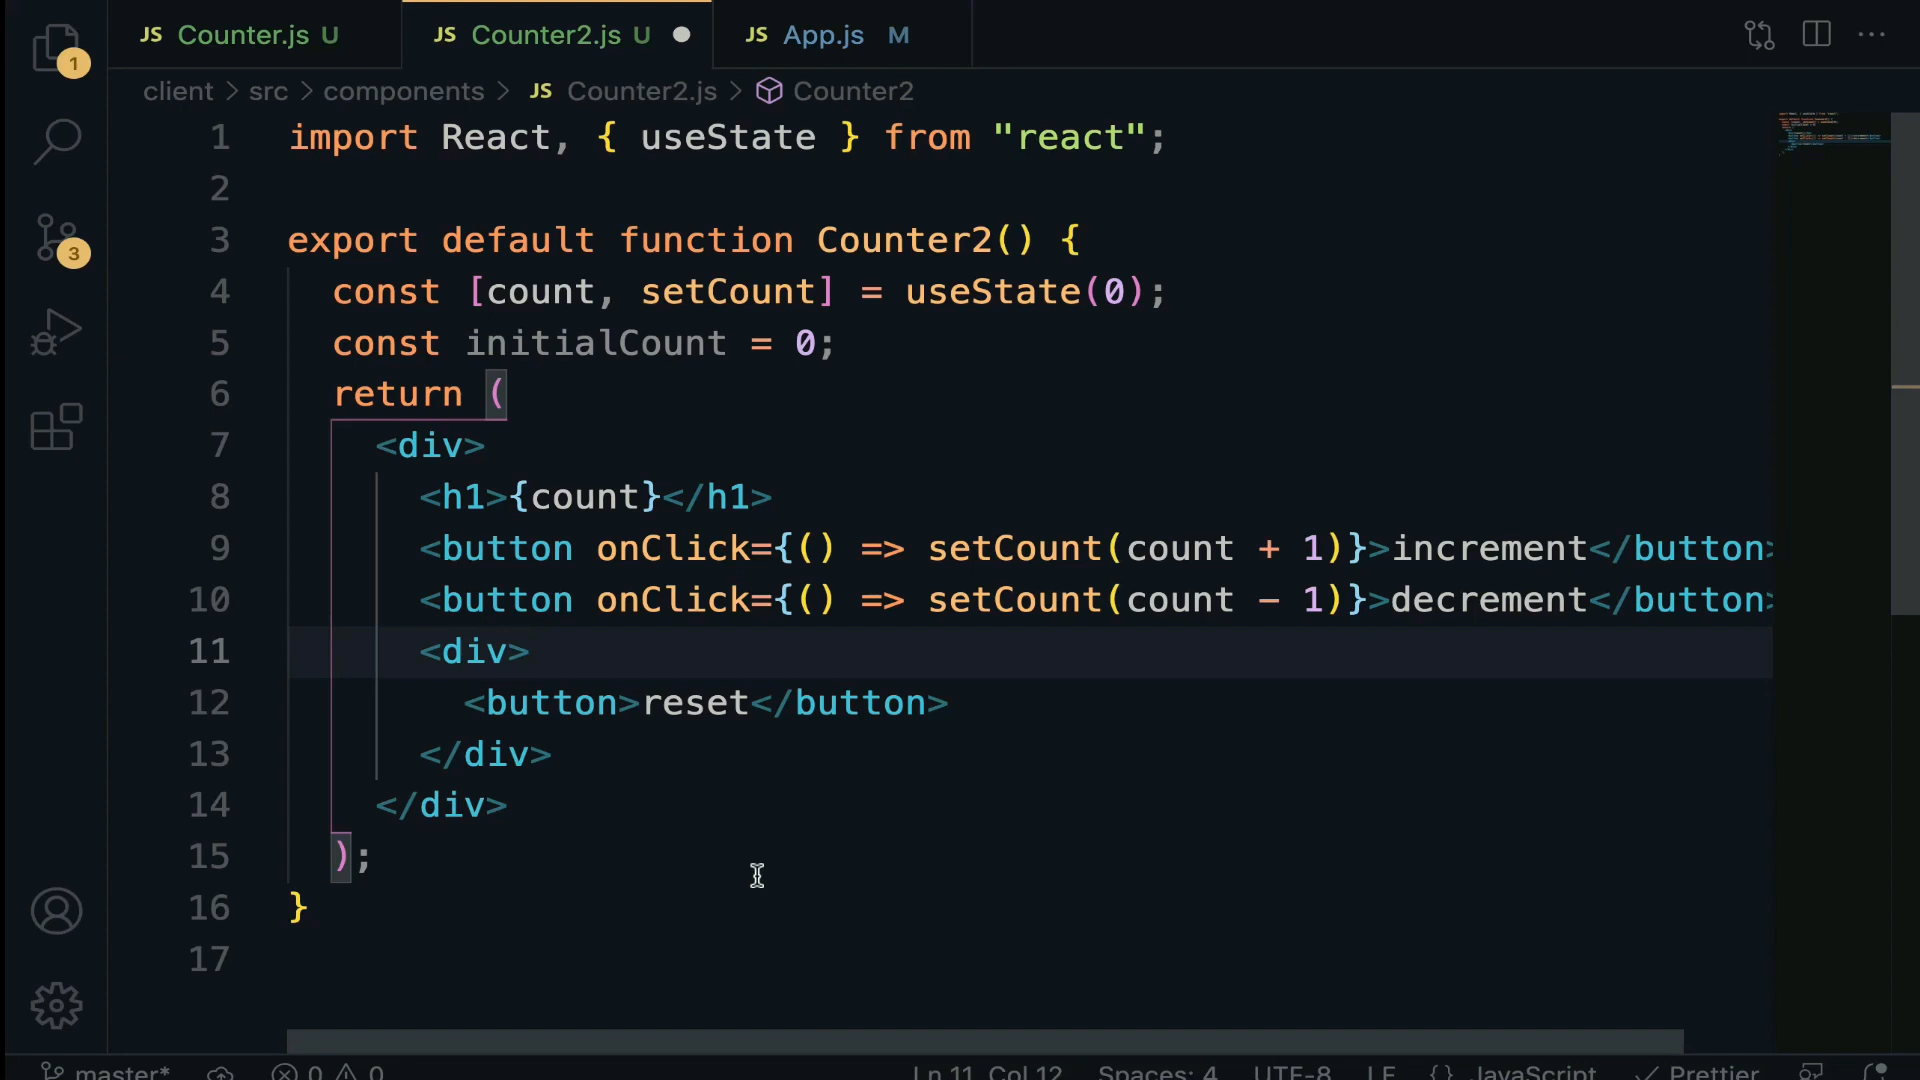 JS Counter.js U JS Counter2.js U JS App.js M
client > src > components > JS Counter2.js > Counter2
1 import React, { useState } from "react";
2
3 export default function Counter2() {
4 const [count, setCount] = useState(0);
5 const initialCount = 0;
6 return (
7 <div>
8 <h1>{count}</h1>
9 <button onClick={() => setCount(count + 1)}>increment</button>
10 <button onClick={() => setCount(count - 1)}>decrement</button>
11 <div>
12 <button>reset</button>
13 </div>
14 </div>
15 );
16 }
17
1
3
master* 0 0 Ln 11, Col 12 Spaces: 4 UTF-8 LF {} JavaScript Prettier